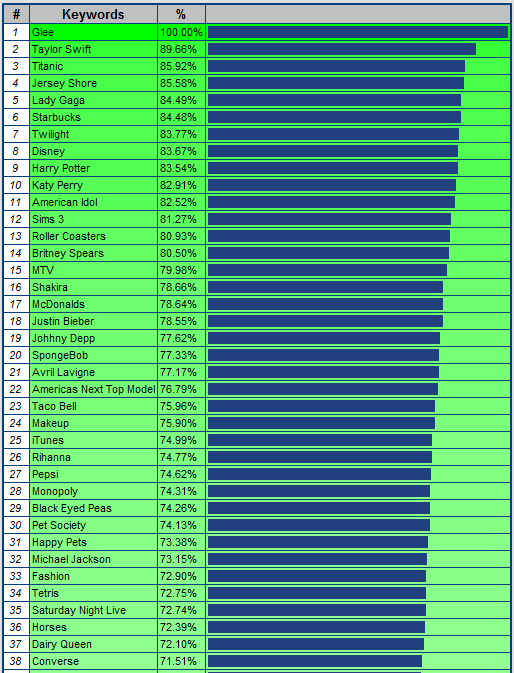 # Keywords %
1 Glee 100.00%
2 Taylor Swift 89.66%
3 Titanic 85.92%
4 Jersey Shore 85.58%
5 Lady Gaga 84.49%
6 Starbucks 84.48%
7 Twilight 83.77%
8 Disney 83.67%
9 Harry Potter 83.54%
10 Katy Perry 82.91%
11 American Idol 82.52%
12 Sims 3 81.27%
13 Roller Coasters 80.93%
14 Britney Spears 80.50%
15 MTV 79.98%
16 Shakira 78.66%
17 McDonalds 78.64%
18 Justin Bieber 78.55%
19 Johhny Depp 77.62%
20 SpongeBob 77.33%
21 Avril Lavigne 77.17%
22 Americas Next Top Model 76.79%
23 Taco Bell 75.96%
24 Makeup 75.90%
25 iTunes 74.99%
26 Rihanna 74.77%
27 Pepsi 74.62%
28 Monopoly 74.31%
29 Black Eyed Peas 74.26%
30 Pet Society 74.13%
31 Happy Pets 73.38%
32 Michael Jackson 73.15%
33 Fashion 72.90%
34 Tetris 72.75%
35 Saturday Night Live 72.74%
36 Horses 72.39%
37 Dairy Queen 72.10%
38 Converse 71.51%